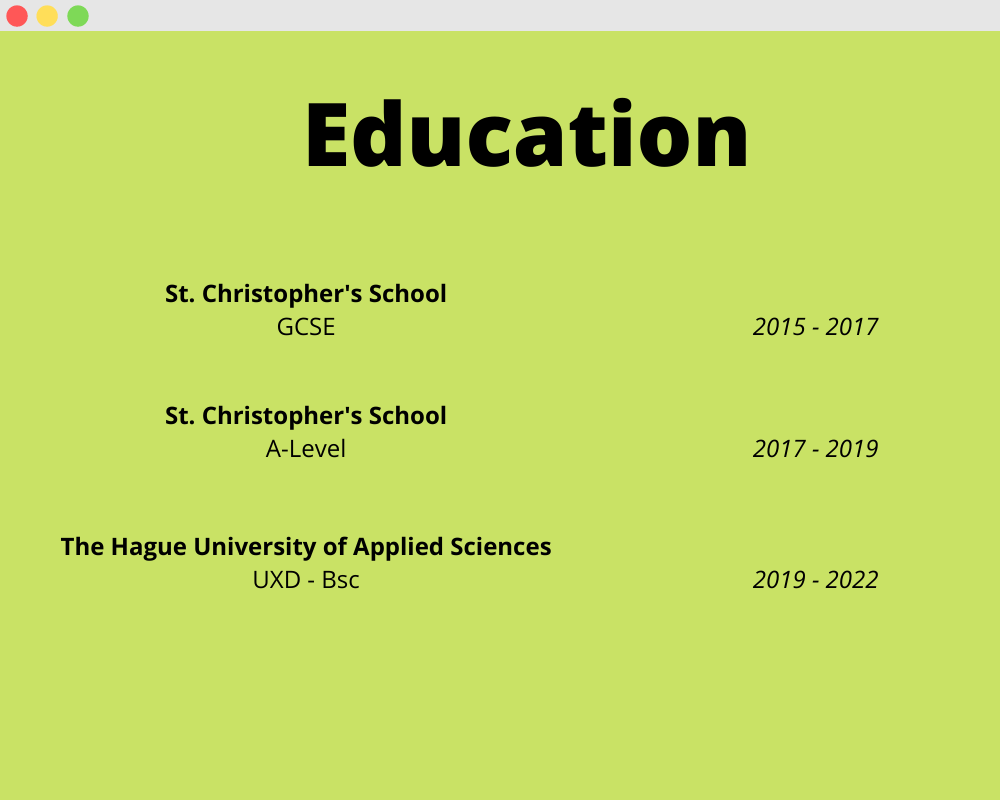 Education
St. Christopher's School
GCSE
2015 - 2017
St. Christopher's School
A-Level
2017 - 2019
The Hague University of Applied Sciences
UXD - Bsc
2019 - 2022